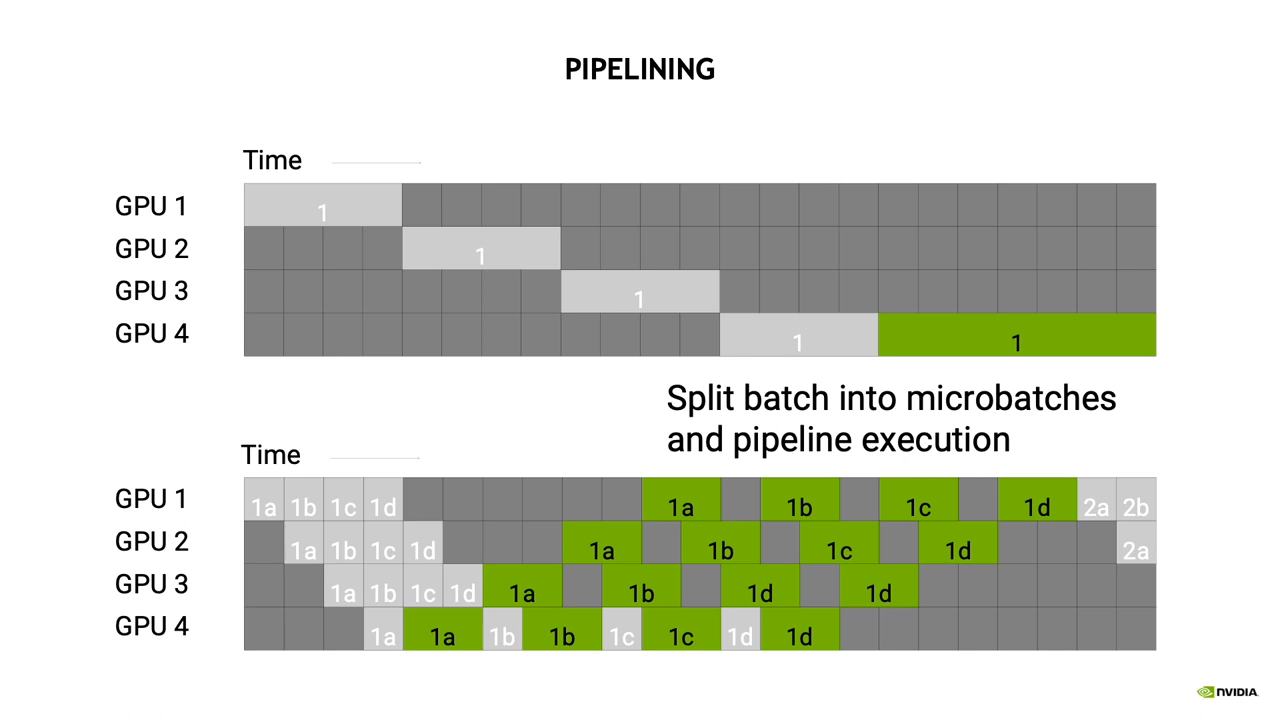 PIPELINING
Time
GPU 1
1
GPU 2
1
GPU 3
1
GPU 4
1 1
Split batch into microbatches
and pipeline execution
Time
GPU 1
1a 1b 1c 1d 1a 1b 1c 1d 2a 2b
GPU 2
1a 1b 1c 1d 1a 1b 1c 1d 2a
GPU 3
1a 1b 1c 1d 1a 1b 1d 1d
GPU 4
1a 1a 1b 1b 1c 1c 1d 1d
NVIDIA.